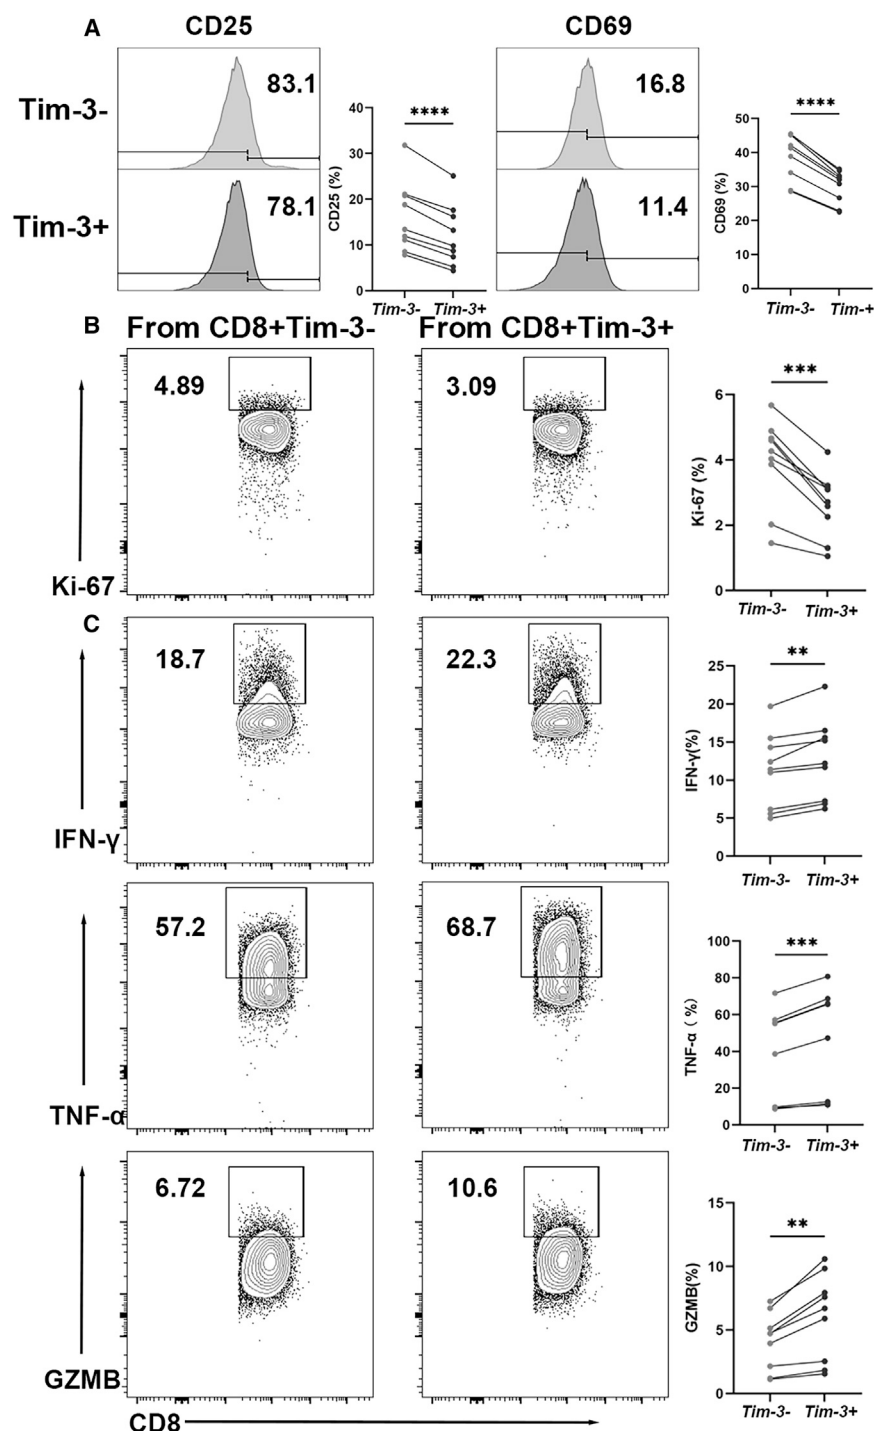 A
CD25
CD69
Tim-3-
83.1
16.8
Tim-3+
78.1
11.4
40
30
20
10
0
CD25 (%)
****
Tim-3- Tim-3+
50
40
30
20
10
0
CD69 (%)
****
Tim-3- Tim-+
B
From CD8+Tim-3-
From CD8+Tim-3+
4.89
3.09
Ki-67
6
4
2
0
Ki-67 (%)
***
Tim-3- Tim-3+
C
18.7
22.3
IFN-γ
25
20
15
10
5
0
IFN-γ(%)
**
Tim-3- Tim-3+
57.2
68.7
TNF-α
100
80
60
40
20
0
TNF-α ( %)
***
Tim-3- Tim-3+
6.72
10.6
GZMB
15
10
5
0
GZMB(%)
**
Tim-3- Tim-3+
CD8